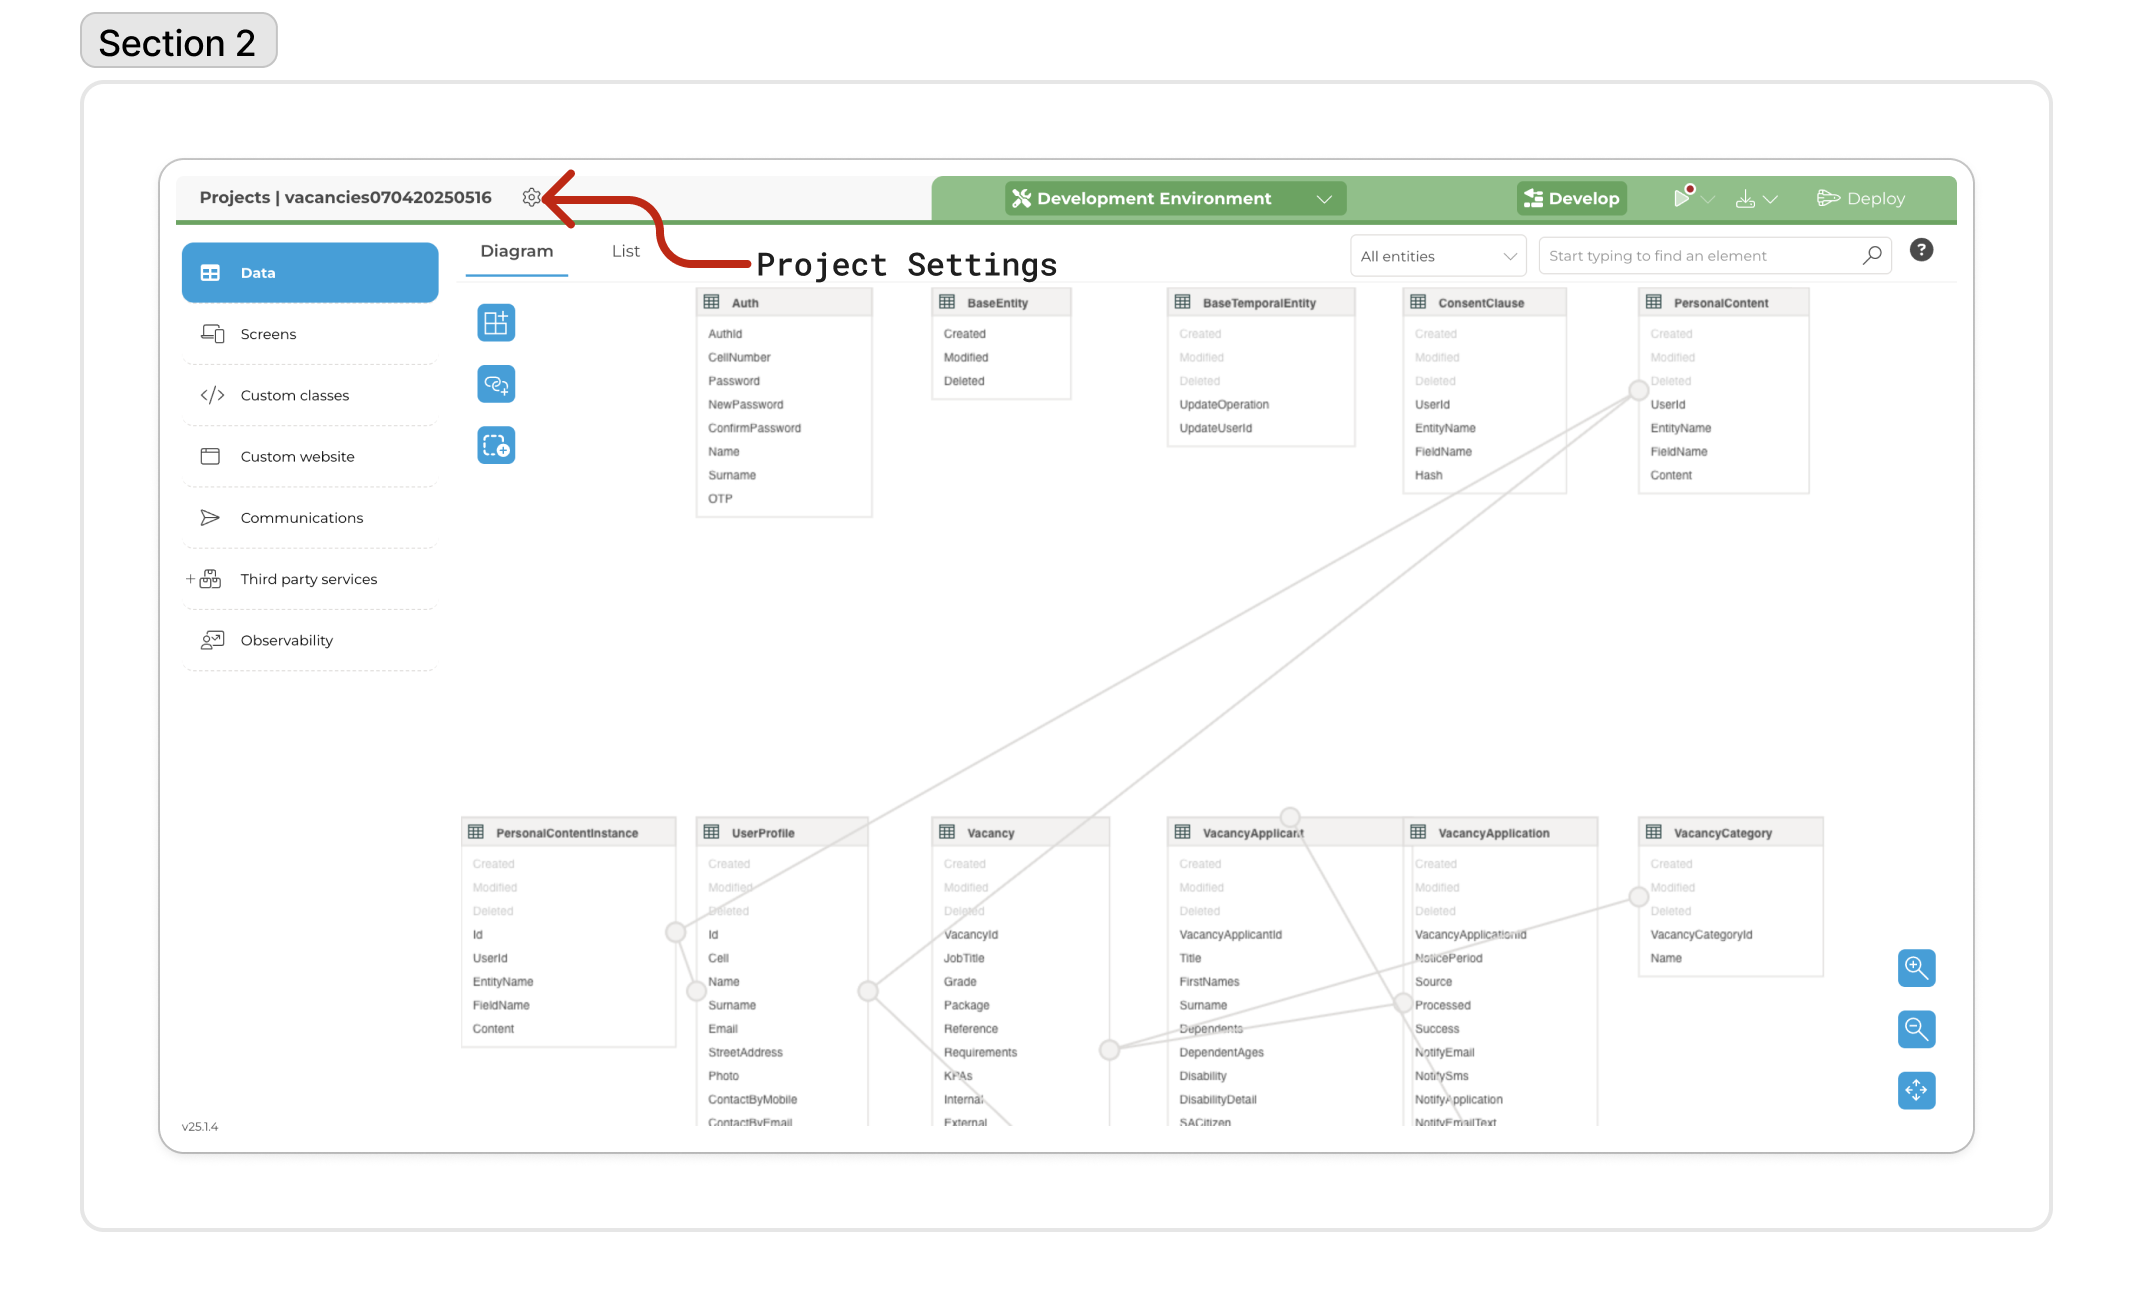 Section 2
Projects | vacancies070420250516
Development Environment
Develop
Deploy
Project Settings
Data
Screens
Custom classes
Custom website
Communications
Third party services
Observability
v25.1.4
Diagram
List
All entities
Start typing to find an element
?
Auth
AuthId
CellNumber
Password
NewPassword
ConfirmPassword
Name
Surname
OTP
BaseEntity
Created
Modified
Deleted
BaseTemporalEntity
Created
Modified
Deleted
UpdateOperation
UpdateUserId
ConsentClause
Created
Modified
Deleted
UserId
EntityName
FieldName
Hash
PersonalContent
Created
Modified
Deleted
UserId
EntityName
FieldName
Content
PersonalContentInstance
Created
Modified
Deleted
Id
UserId
EntityName
FieldName
Content
UserProfile
Created
Modified
Deleted
Id
Cell
Name
Surname
Email
StreetAddress
Photo
ContactByMobile
ContactByEmail
Vacancy
Created
Modified
Deleted
VacancyId
JobTitle
Grade
Package
Reference
Requirements
KPAs
Internal
External
VacancyApplicant
Created
Modified
Deleted
VacancyApplicantId
Title
FirstNames
Surname
Dependents
DependentAges
Disability
DisabilityDetail
SACitizen
VacancyApplication
Created
Modified
Deleted
VacancyApplicationId
NoticePeriod
Source
Processed
Success
NotifyEmail
NotifySms
NotifyApplication
NotifyEmailText
VacancyCategory
Created
Modified
Deleted
VacancyCategoryId
Name